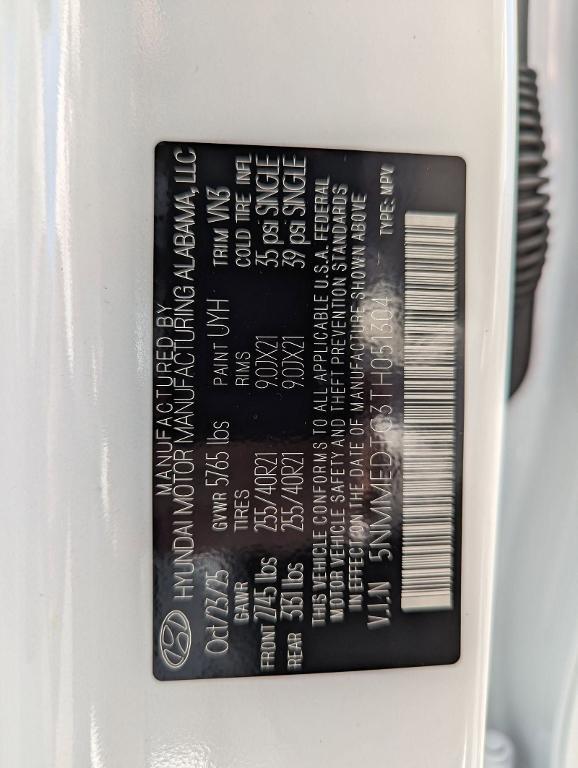 MANUFACTURED BY
HYUNDAI MOTOR MANUFACTURING ALABAMA, LLC
Oct/23/25 GVWR 5765 lbs PAINT UYH TRIM VN3
GAWR TIRES RIMS COLD TIRE INFL
FRONT 2745 lbs 255/40R21 9.0JX21 35 psi SINGLE
REAR 3131 lbs 255/40R21 9.0JX21 39 psi SINGLE
THIS VEHICLE CONFORMS TO ALL APPLICABLE U.S.A. FEDERAL
MOTOR VEHICLE SAFETY AND THEFT PREVENTION STANDARDS
IN EFFECT ON THE DATE OF MANUFACTURE SHOWN ABOVE
V.I.N 5NMMEDTG3TH051304 TYPE: MPV